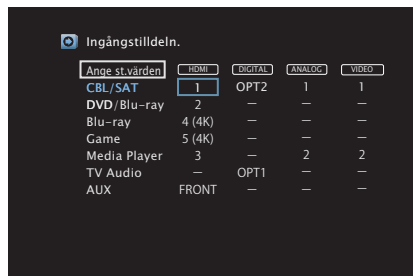 Ingångstilldeln.
Ange st.värden HDMI DIGITAL ANALOG VIDEO
CBL/SAT 1 OPT2 1 1
DVD/Blu-ray 2 – – –
Blu-ray 4 (4K) – – –
Game 5 (4K) – – –
Media Player 3 – 2 2
TV Audio – OPT1 – –
AUX FRONT – – –